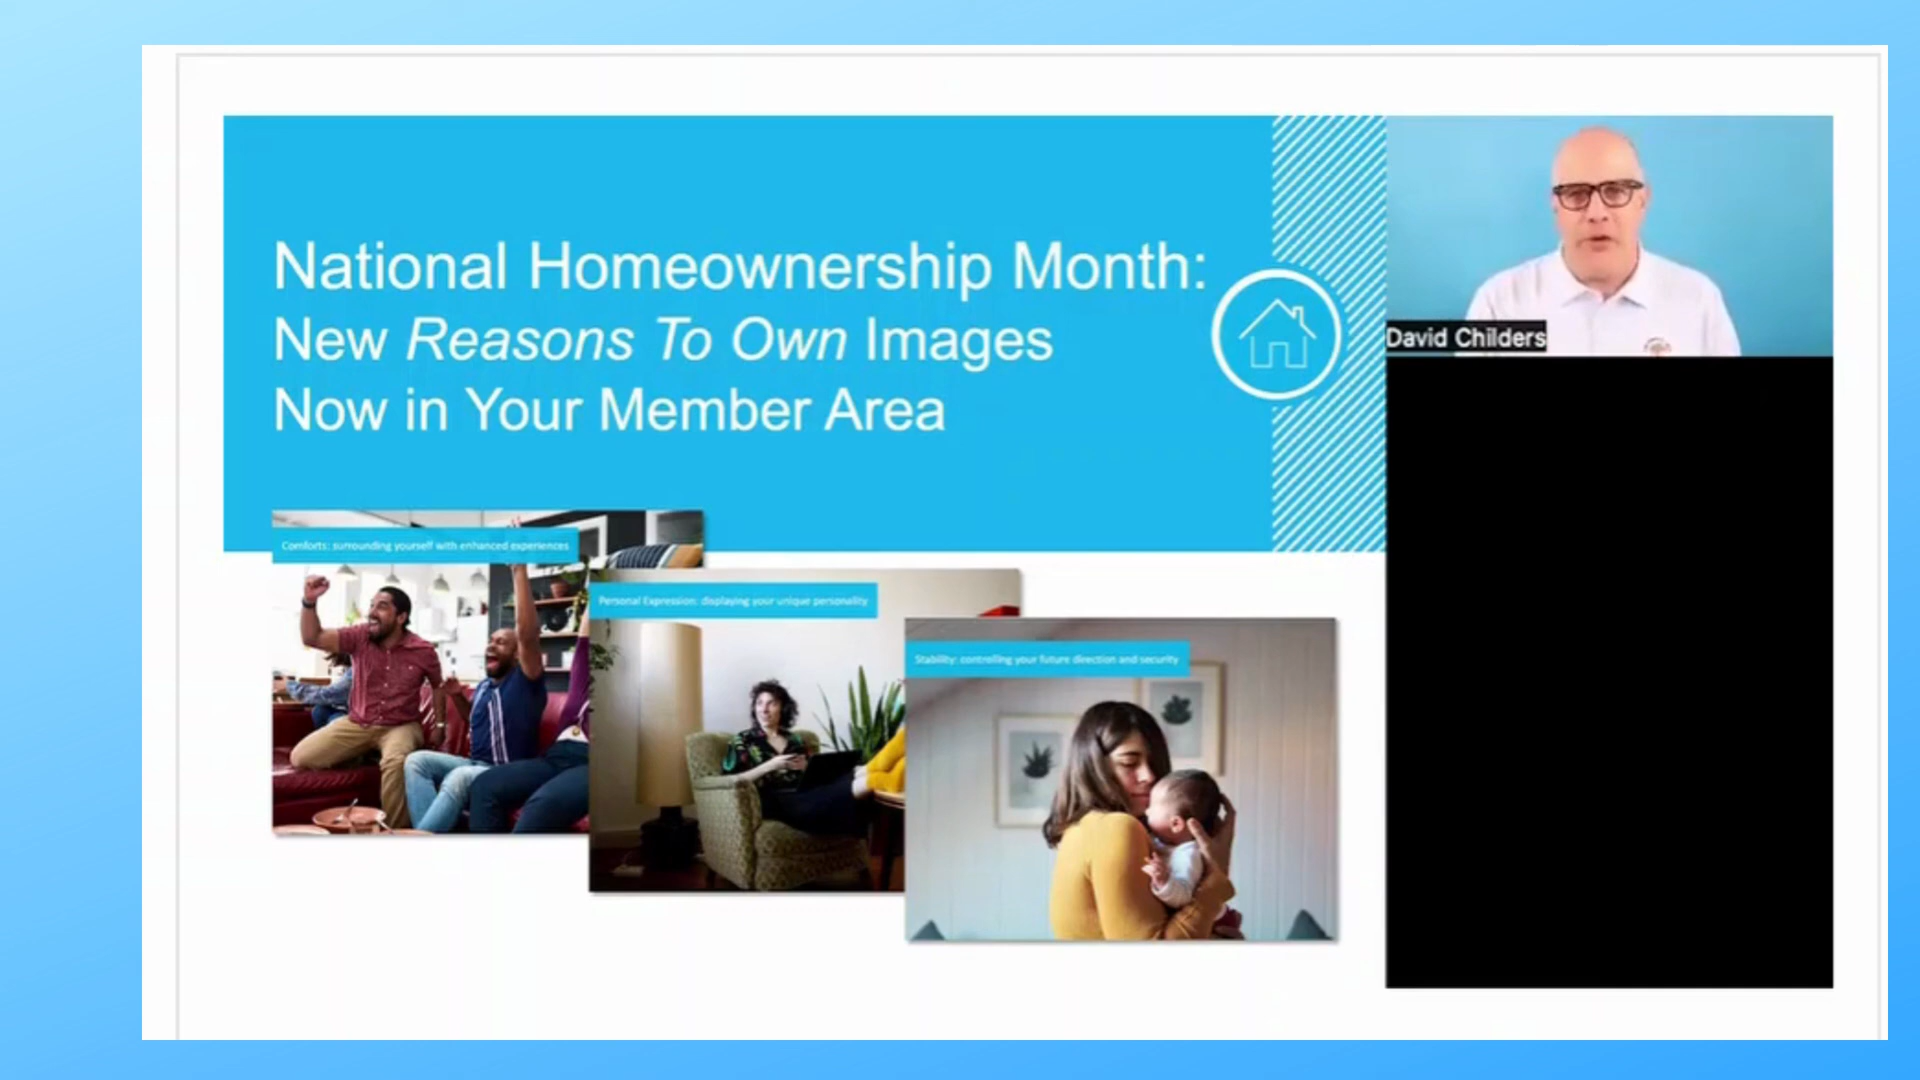 National Homeownership Month:
New Reasons To Own Images
Now in Your Member Area
David Childers
Comforts: surrounding yourself with enhanced experiences
Personal Expression: displaying your unique personality
Stability: controlling your future direction and security